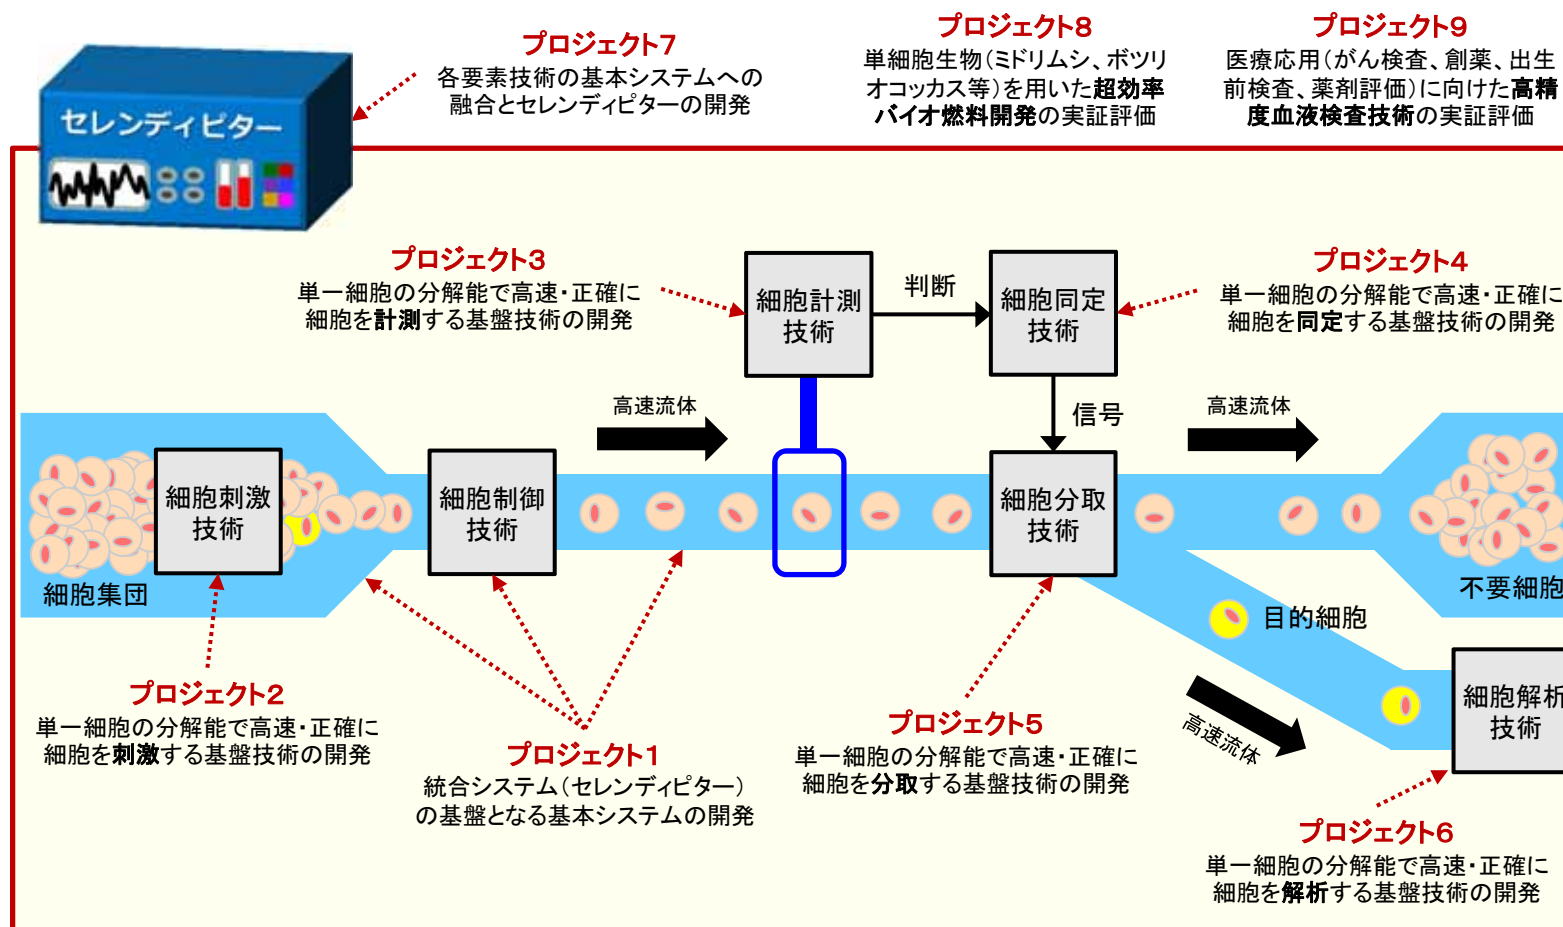 プロジェクト7
各要素技術の基本システムへの
融合とセレンディピターの開発
プロジェクト8
単細胞生物(ミドリムシ、ボツリ
オコッカス等)を用いた超効率
バイオ燃料開発の実証評価
プロジェクト9
医療応用(がん検査、創薬、出生
前検査、薬剤評価)に向けた高精
度血液検査技術の実証評価
セレンディピター
プロジェクト3
単一細胞の分解能で高速・正確に
細胞を計測する基盤技術の開発
細胞計測
技術
判断
細胞同定
技術
プロジェクト4
単一細胞の分解能で高速・正確に
細胞を同定する基盤技術の開発
高速流体
信号
高速流体
細胞刺激
技術
細胞制御
技術
細胞分取
技術
細胞集団
不要細胞
目的細胞
プロジェクト2
単一細胞の分解能で高速・正確に
細胞を刺激する基盤技術の開発
プロジェクト1
統合システム(セレンディピター)
の基盤となる基本システムの開発
プロジェクト5
単一細胞の分解能で高速・正確に
細胞を分取する基盤技術の開発
高速流体
細胞解析
技術
プロジェクト6
単一細胞の分解能で高速・正確に
細胞を解析する基盤技術の開発